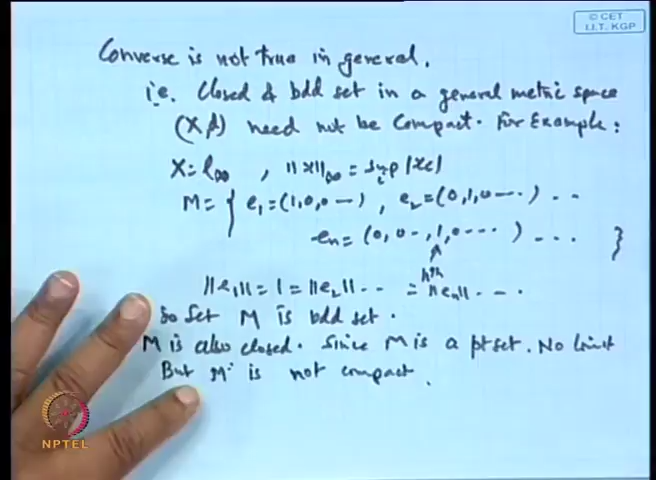 © CET
I.I.T. KGP
Converse is not true in general.
i.e. Closed & bdd set in a general metric space
(X, d) need not be Compact. For Example:
X = l∞ , ||x||∞ = sup_i |x_i|
M = { e₁ = (1,0,0 —) , e₂ = (0,1,0 —··) ··
en = (0,0 -, 1, 0 ---- ) --- }
↑
nth
||e₁|| = 1 = ||e₂|| ·· = ||en|| -- ·
So Set M is bdd set.
M is also closed. Since M is a pt set. No limit
But M is not compact.
NPTEL